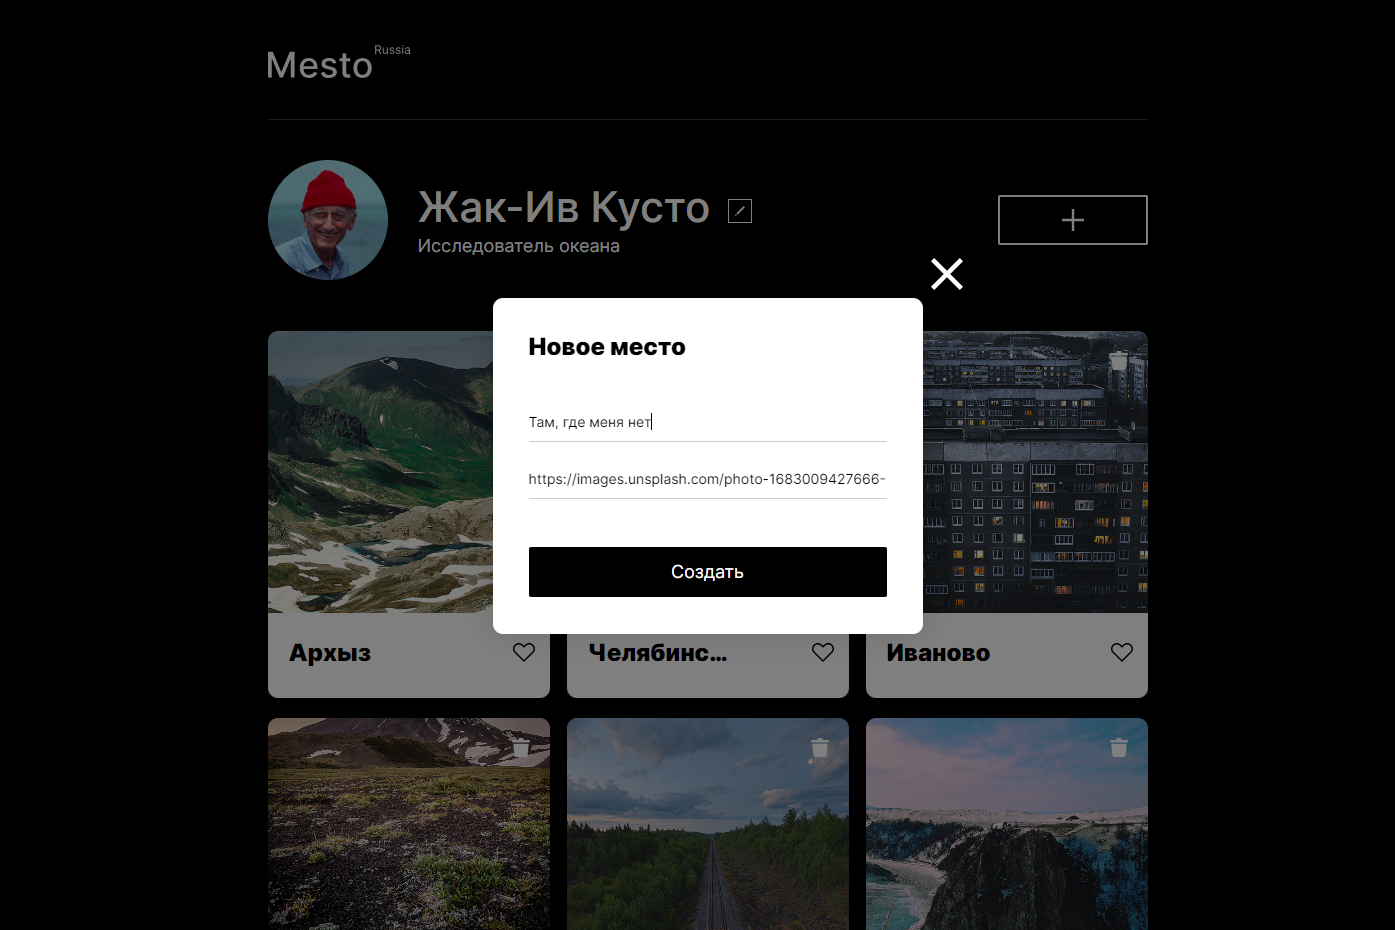 Mesto Russia
Жак-Ив Кусто
Исследователь океана
Новое место
Там, где меня нет
https://images.unsplash.com/photo-1683009427666-
Создать
Архыз
Челябинс...
Иваново